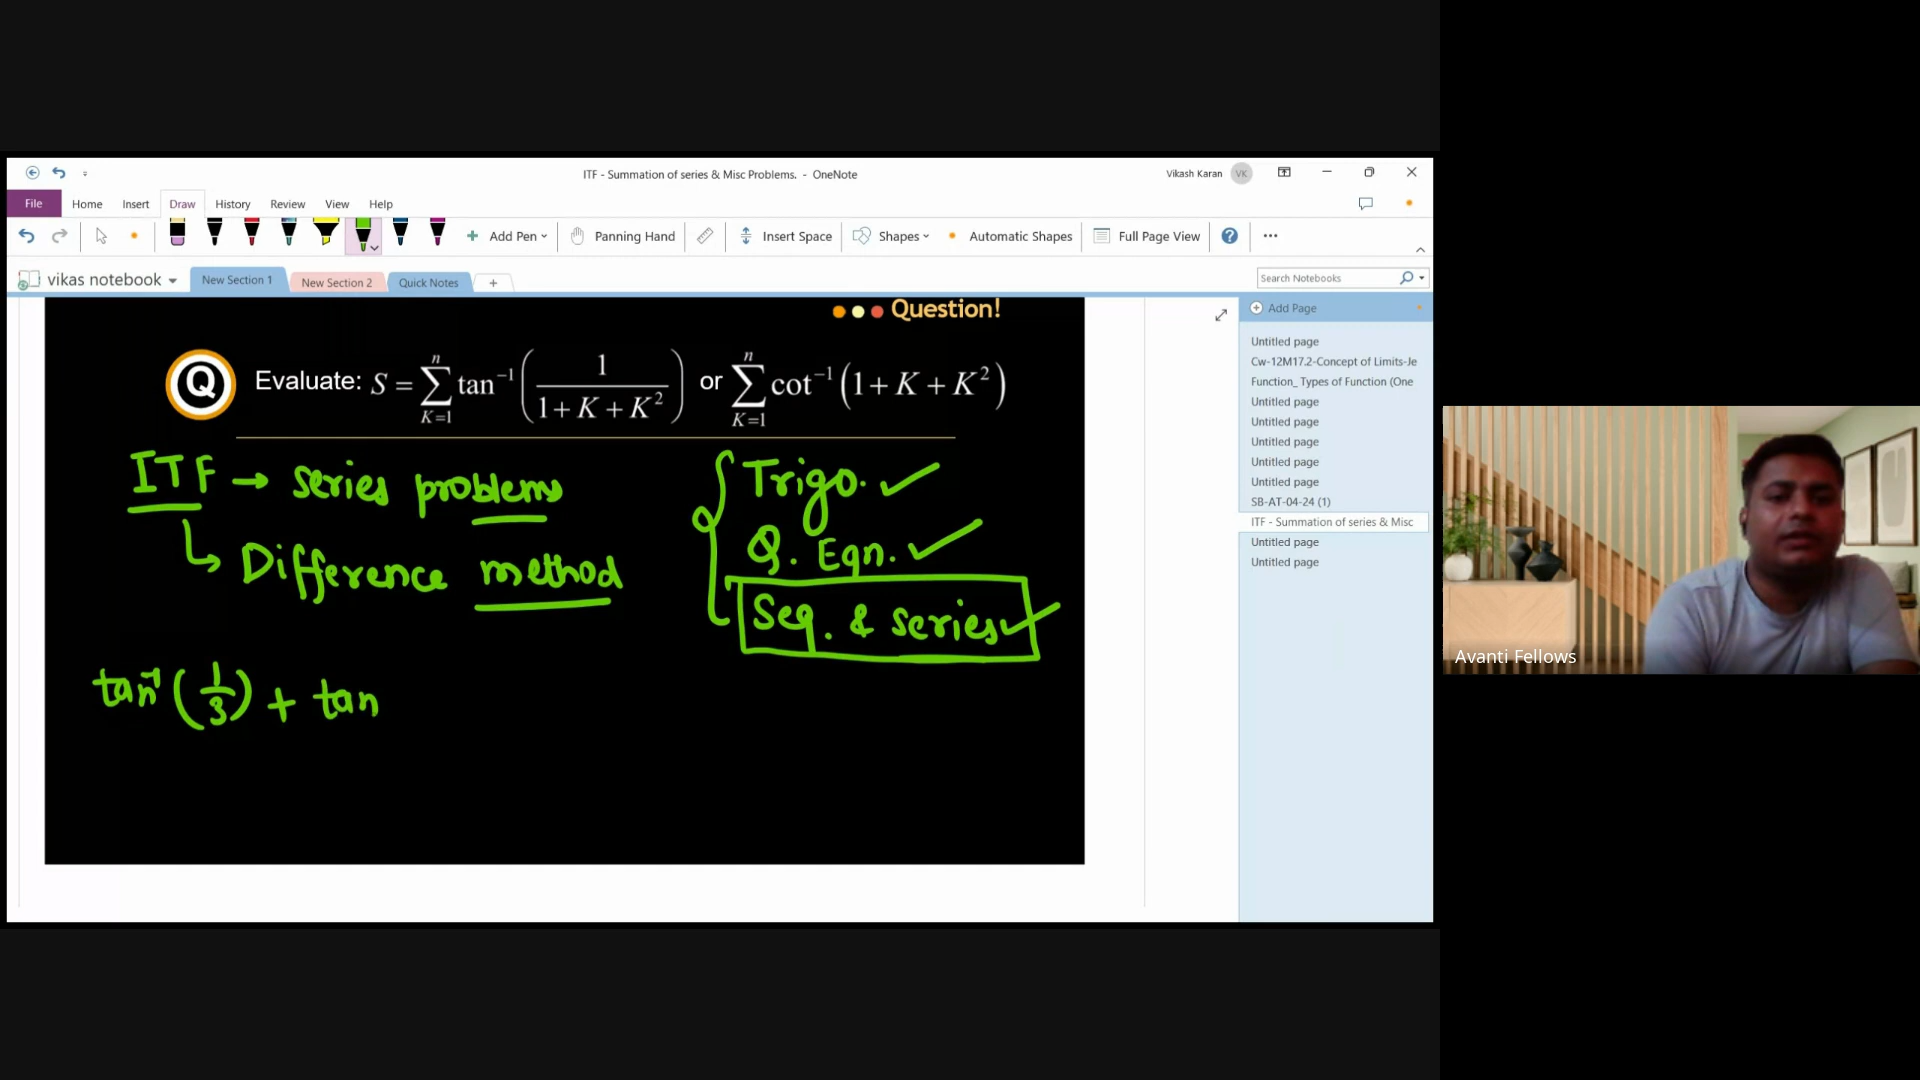 ITF - Summation of series & Misc Problems. - OneNote
Vikash Karan VK
File Home Insert Draw History Review View Help
Add Pen Panning Hand Insert Space Shapes Automatic Shapes Full Page View
vikas notebook New Section 1 New Section 2 Quick Notes +
Search Notebooks
Question!
Q Evaluate: S = \sum_{K=1}^{n} tan⁻¹ (1/(1+K+K²)) or \sum_{K=1}^{n} cot⁻¹ (1+K+K²)
ITF → series problems
↳ Difference method
Trigo. ✓
Q. Eqn. ✓
Seq. & series ✓
tan⁻¹ (1/3) + tan
Add Page
Untitled page
Cw-12M17.2-Concept of Limits-Je
Function_ Types of Function (One
Untitled page
Untitled page
Untitled page
Untitled page
Untitled page
SB-AT-04-24 (1)
ITF - Summation of series & Misc
Untitled page
Untitled page
Avanti Fellows